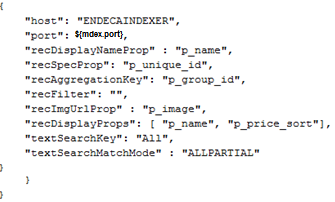 {
"host": "ENDECAINDEXER",
"port": ${mdex.port},
"recDisplayNameProp" : "p_name",
"recSpecProp": "p_unique_id",
"recAggregationKey": "p_group_id",
"recFilter": "",
"recImgUrlProp" : "p_image",
"recDisplayProps": [ "p_name", "p_price_sort"],
"textSearchKey": "All",
"textSearchMatchMode" : "ALLPARTIAL"
}
}
}